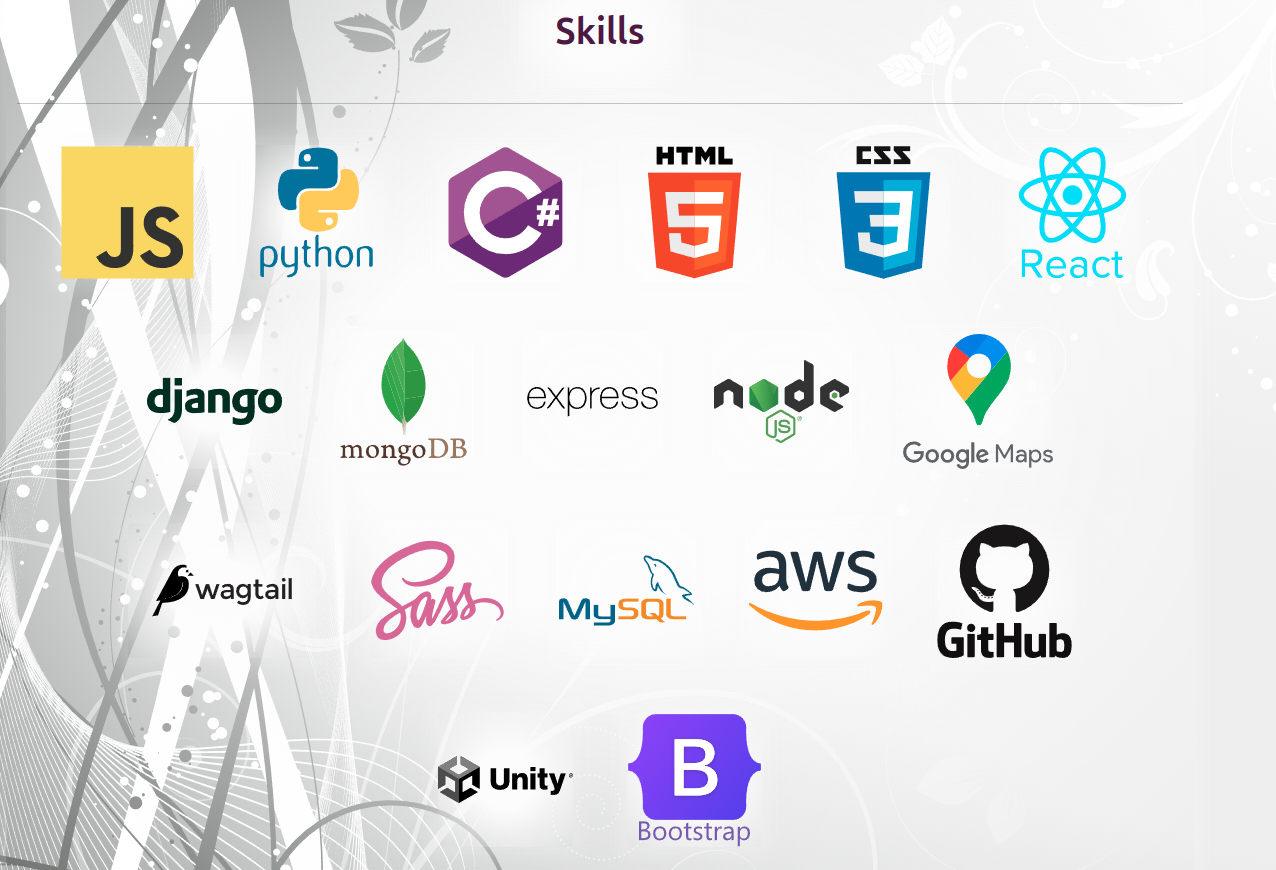 Skills
JS
python
C#
HTML
5
CSS
3
React
django
mongoDB
express
node
JS
Google Maps
wagtail
Sass
MySQL
aws
GitHub
Unity
B
Bootstrap